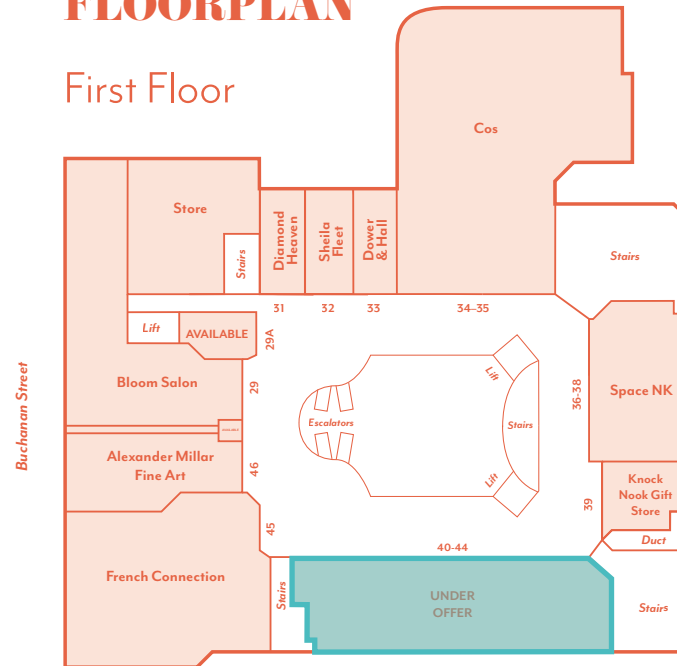 FLOORPLAN
First Floor
Cos
Store
Stairs
Diamond
Heaven
Sheila
Fleet
Dower
& Hall
Stairs
31
32
33
34–35
Lift
AVAILABLE
29A
Lift
Buchanan Street
Bloom Salon
29
Escalators
Stairs
36-38
Space NK
Alexander Millar
Fine Art
46
Lift
39
Knock
Nook Gift
Store
45
40-44
Duct
French Connection
Stairs
UNDER
OFFER
Stairs